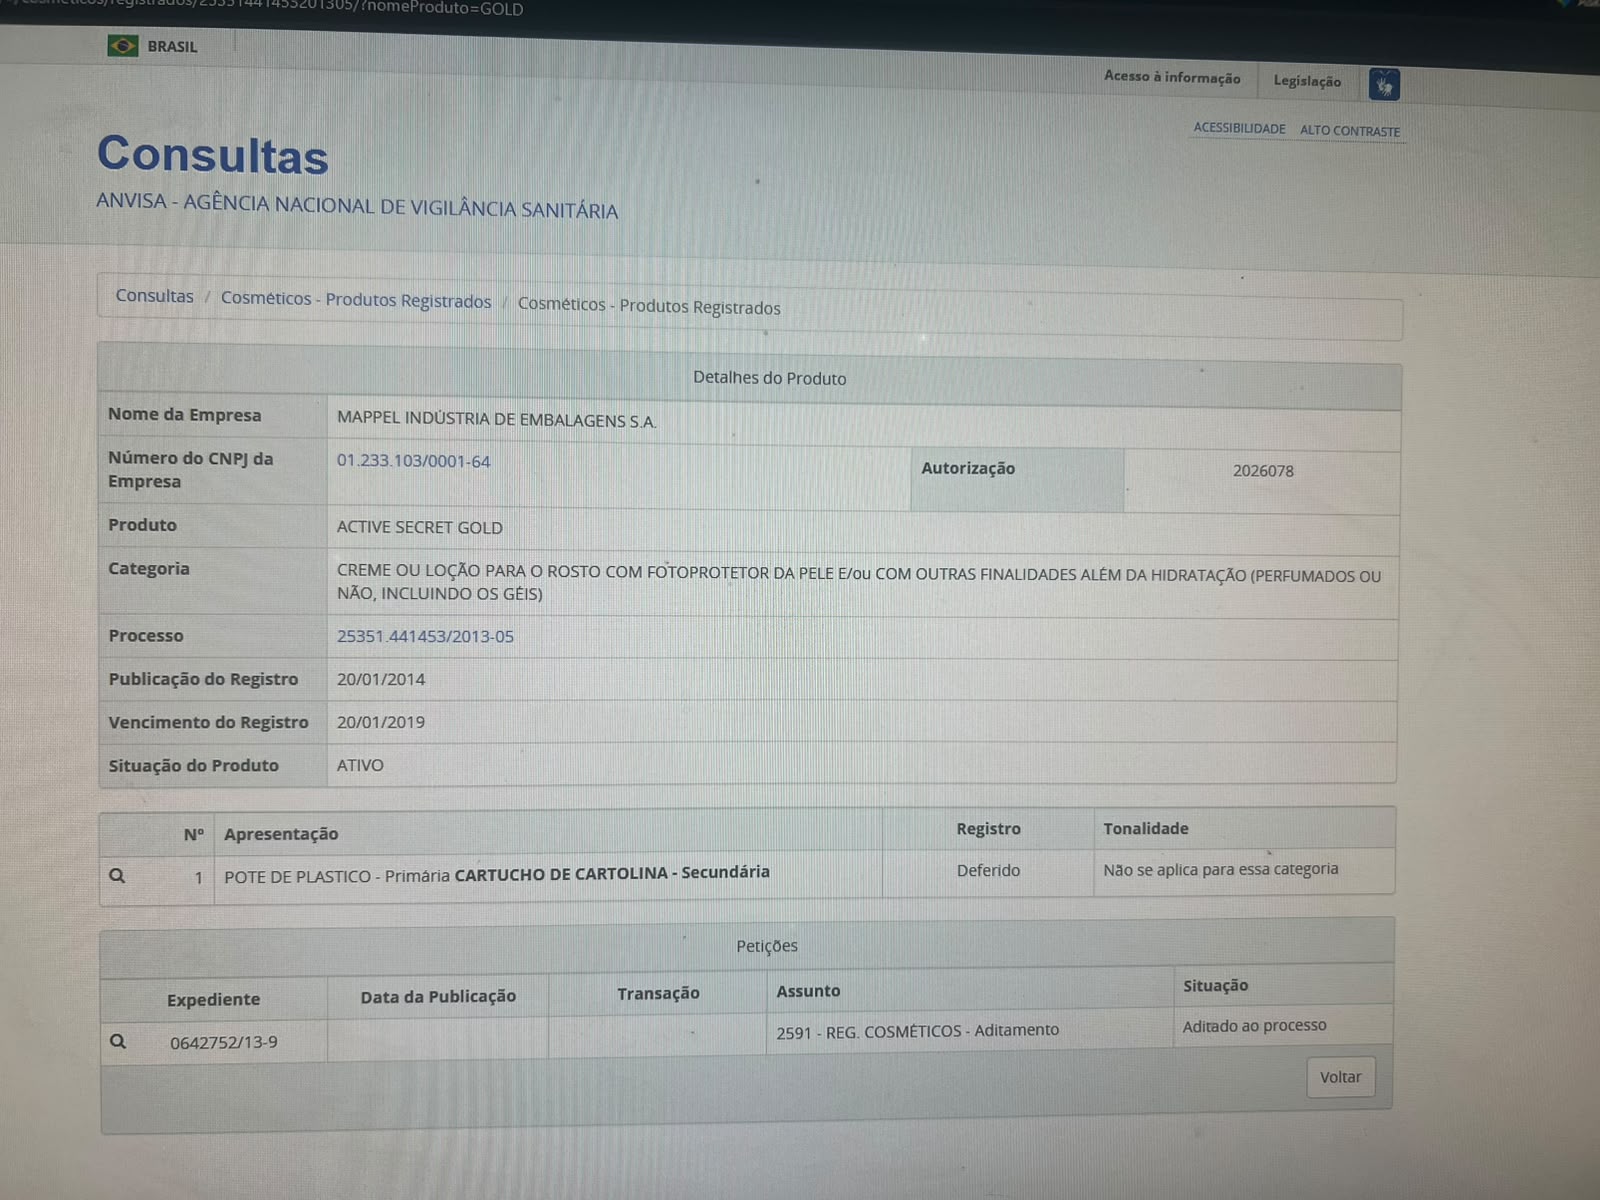 BRASIL
Acesso à informação
Legislação
ACESSIBILIDADE
ALTO CONTRASTE
Consultas
ANVISA - AGÊNCIA NACIONAL DE VIGILÂNCIA SANITÁRIA
Consultas / Cosméticos - Produtos Registrados / Cosméticos - Produtos Registrados
Detalhes do Produto
Nome da Empresa
MAPPEL INDÚSTRIA DE EMBALAGENS S.A.
Número do CNPJ da
Empresa
01.233.103/0001-64
Autorização
2026078
Produto
ACTIVE SECRET GOLD
Categoria
CREME OU LOÇÃO PARA O ROSTO COM FOTOPROTETOR DA PELE E/ou COM OUTRAS FINALIDADES ALÉM DA HIDRATAÇÃO (PERFUMADOS OU
NÃO, INCLUINDO OS GÉIS)
Processo
25351.441453/2013-05
Publicação do Registro
20/01/2014
Vencimento do Registro
20/01/2019
Situação do Produto
ATIVO
Nº
Apresentação
Registro
Tonalidade
1
POTE DE PLASTICO - Primária CARTUCHO DE CARTOLINA - Secundária
Deferido
Não se aplica para essa categoria
Petições
Expediente
Data da Publicação
Transação
Assunto
Situação
0642752/13-9
2591 - REG. COSMÉTICOS - Aditamento
Aditado ao processo
Voltar